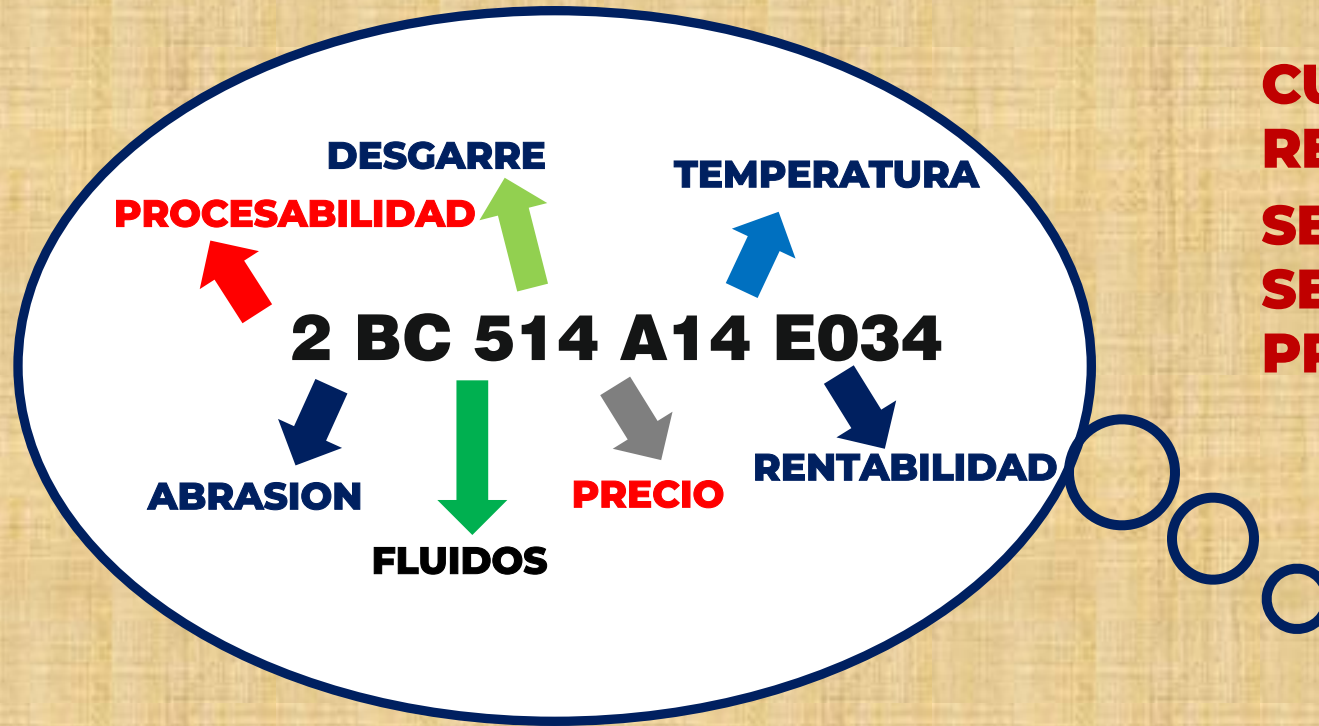 DESGARRE
TEMPERATURA
PROCESABILIDAD
2 BC 514 A14 E034
ABRASION
PRECIO
RENTABILIDAD
FLUIDOS